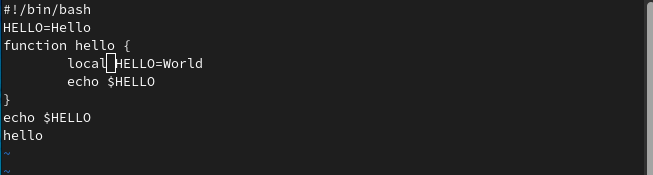 #!/bin/bash
HELLO=Hello
function hello {
        local HELLO=World
        echo $HELLO
}
echo $HELLO
hello
~
~